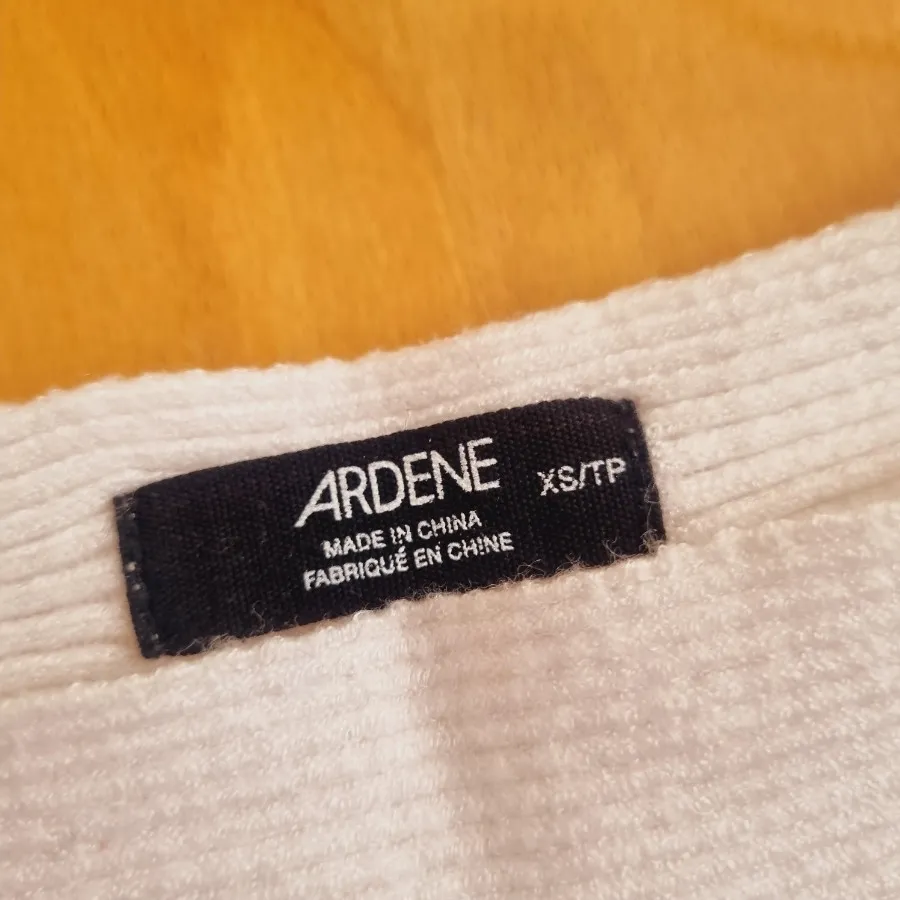 ARDENE
XS/TP
MADE IN CHINA
FABRIQUÉ EN CHINE